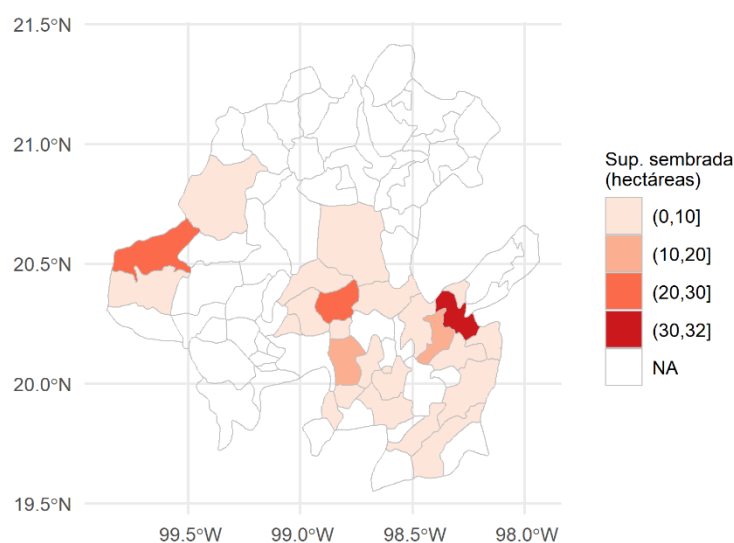 21.5°N
21.0°N
20.5°N
20.0°N
19.5°N
99.5°W
99.0°W
98.5°W
98.0°W
Sup. sembrada
(hectáreas)
(0,10]
(10,20]
(20,30]
(30,32]
NA